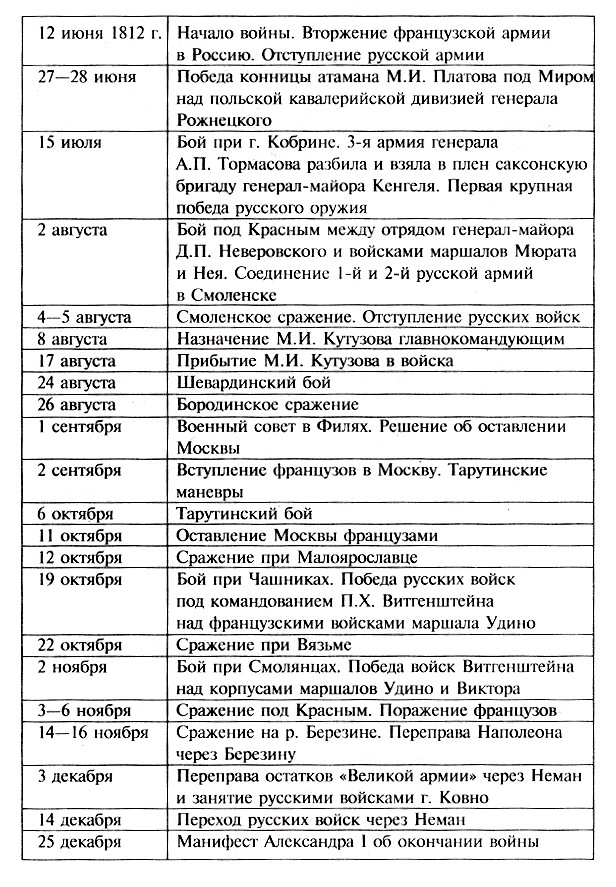 12 июня 1812 г. Начало войны. Вторжение французской армии
в Россию. Отступление русской армии
27—28 июня Победа конницы атамана М.И. Платова под Миром
над польской кавалерийской дивизией генерала
Рожнецкого
15 июля Бой при г. Кобрине. 3-я армия генерала
А.П. Тормасова разбила и взяла в плен саксонскую
бригаду генерал-майора Кенгеля. Первая крупная
победа русского оружия
2 августа Бой под Красным между отрядом генерал-майора
Д.П. Неверовского и войсками маршалов Мюрата
и Нея. Соединение 1-й и 2-й русской армий
в Смоленске
4—5 августа Смоленское сражение. Отступление русских войск
8 августа Назначение М.И. Кутузова главнокомандующим
17 августа Прибытие М.И. Кутузова в войска
24 августа Шевардинский бой
26 августа Бородинское сражение
1 сентября Военный совет в Филях. Решение об оставлении
Москвы
2 сентября Вступление французов в Москву. Тарутинские
маневры
6 октября Тарутинский бой
11 октября Оставление Москвы французами
12 октября Сражение при Малоярославце
19 октября Бой при Чашниках. Победа русских войск
под командованием П.Х. Витгенштейна
над французскими войсками маршала Удино
22 октября Сражение при Вязьме
2 ноября Бой при Смолянцах. Победа войск Витгенштейна
над корпусами маршалов Удино и Виктора
3—6 ноября Сражение под Красным. Поражение французов
14—16 ноября Сражение на р. Березине. Переправа Наполеона
через Березину
3 декабря Переправа остатков «Великой армии» через Неман
и занятие русскими войсками г. Ковно
14 декабря Переход русских войск через Неман
25 декабря Манифест Александра 1 об окончании войны